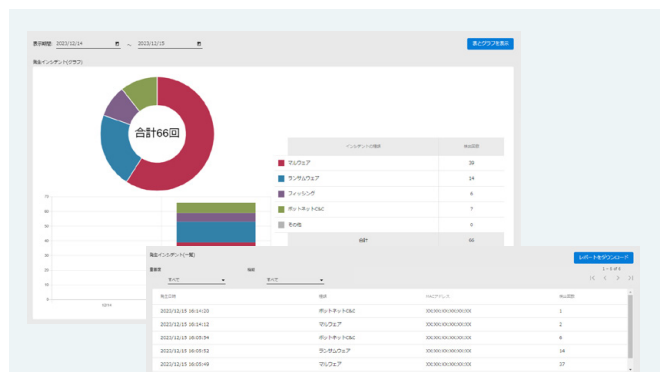 表示期間 2023/12/14 ～ 2023/12/15 表とグラフを表示
発生インシデント(グラフ)
合計66回
インシデントの種類 検出回数
マルウェア 39
ランサムウェア 14
フィッシング 6
ボットネットC&C 7
その他 0
合計 66
70
60
50
40
30
20
10
0
12/14
発生インシデント(一覧) レポートをダウンロード
重要度 種類 1 – 5 of 5
すべて すべて
発生日時 種類 MACアドレス 検出回数
2023/12/15 16:14:20 ボットネットC&C XX:XX:XX:XX:XX:XX 1
2023/12/15 16:14:12 マルウェア XX:XX:XX:XX:XX:XX 2
2023/12/15 16:05:54 ボットネットC&C XX:XX:XX:XX:XX:XX 6
2023/12/15 16:05:52 ランサムウェア XX:XX:XX:XX:XX:XX 14
2023/12/15 16:05:49 マルウェア XX:XX:XX:XX:XX:XX 37